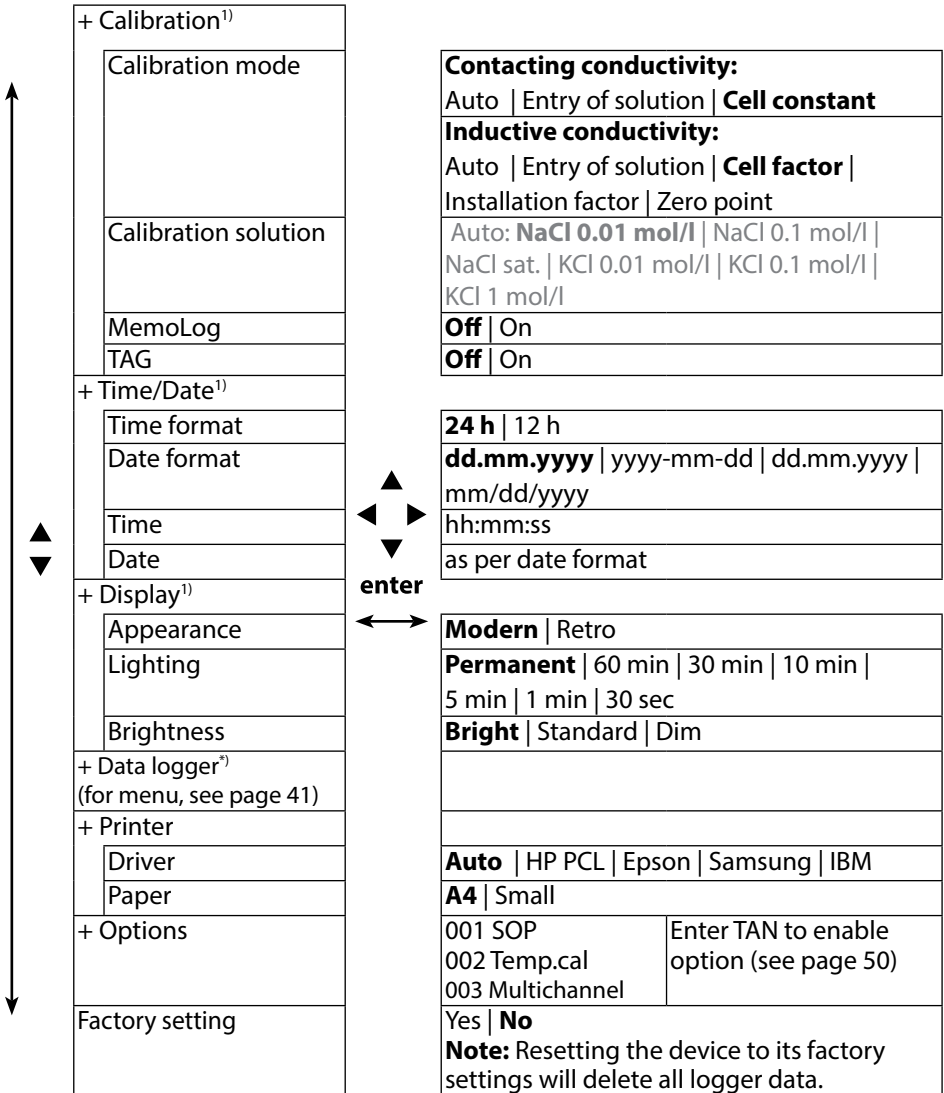 + Calibration1)
Calibration mode
Contacting conductivity:
Auto | Entry of solution | Cell constant
Inductive conductivity:
Auto | Entry of solution | Cell factor |
Installation factor | Zero point
Calibration solution
Auto: NaCl 0.01 mol/l | NaCl 0.1 mol/l |
NaCl sat. | KCl 0.01 mol/l | KCl 0.1 mol/l |
KCl 1 mol/l
MemoLog
Off | On
TAG
Off | On
+ Time/Date1)
Time format
24 h | 12 h
Date format
dd.mm.yyyy | yyyy-mm-dd | dd.mm.yyyy |
mm/dd/yyyy
Time
hh:mm:ss
Date
as per date format
enter
+ Display1)
Appearance
Modern | Retro
Lighting
Permanent | 60 min | 30 min | 10 min |
5 min | 1 min | 30 sec
Brightness
Bright | Standard | Dim
+ Data logger*)
(for menu, see page 41)
+ Printer
Driver
Auto | HP PCL | Epson | Samsung | IBM
Paper
A4 | Small
+ Options
001 SOP
002 Temp.cal
003 Multichannel
Enter TAN to enable
option (see page 50)
Factory setting
Yes | No
Note: Resetting the device to its factory
settings will delete all logger data.